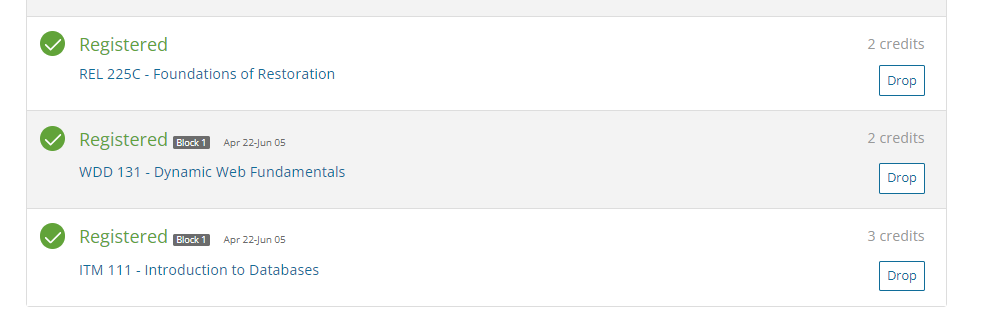 Registered 2 credits
REL 225C - Foundations of Restoration
Drop
Registered Block 1 Apr 22-Jun 05 2 credits
WDD 131 - Dynamic Web Fundamentals
Drop
Registered Block 1 Apr 22-Jun 05 3 credits
ITM 111 - Introduction to Databases
Drop